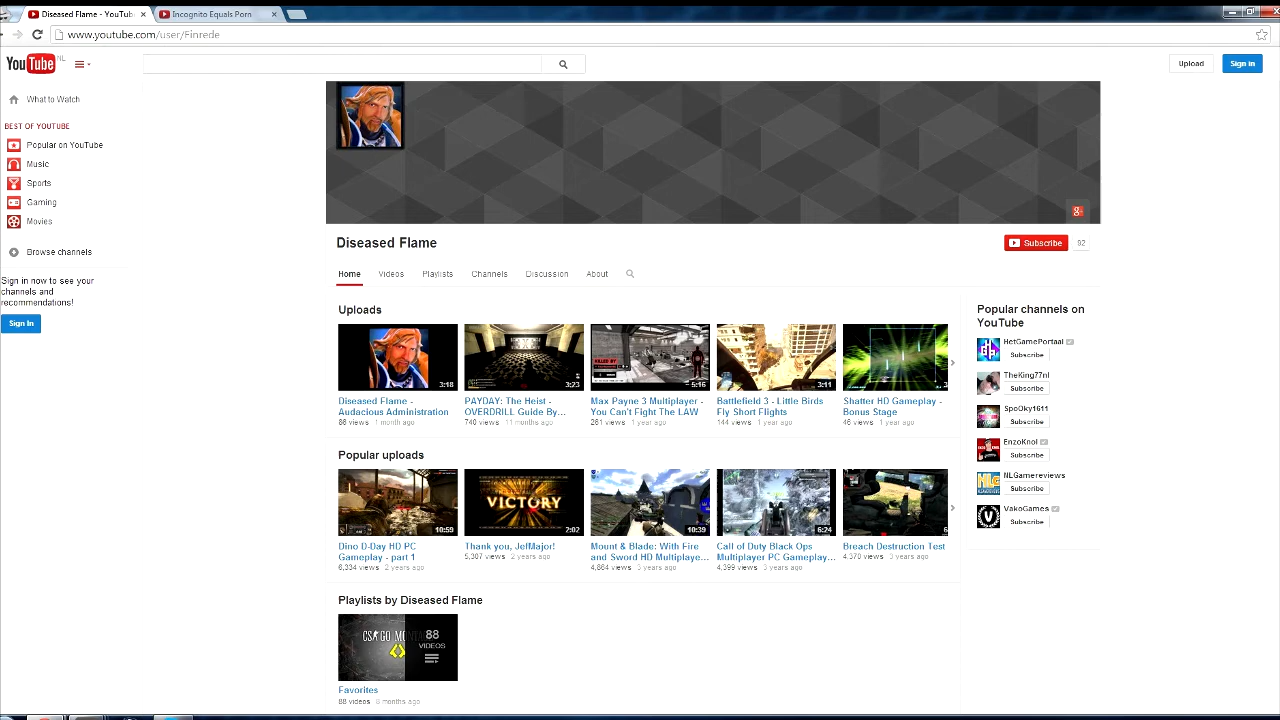 Diseased Flame - YouTub
Incognito Equals Porn
www.youtube.com/user/Finrede
YouTube NL
Upload
Sign in
What to Watch
BEST OF YOUTUBE
Popular on YouTube
Music
Sports
Gaming
Movies
Browse channels
Sign in now to see your
channels and
recommendations!
Sign In
Diseased Flame
Subscribe 92
Home Videos Playlists Channels Discussion About
Uploads
3:18
Diseased Flame -
Audacious Administration
86 views 1 month ago
3:23
PAYDAY: The Heist -
OVERDRILL Guide By...
740 views 11 months ago
5:16
Max Payne 3 Multiplayer -
You Can't Fight The LAW
261 views 1 year ago
3:11
Battlefield 3 - Little Birds
Fly Short Flights
144 views 1 year ago
3
Shatter HD Gameplay -
Bonus Stage
46 views 1 year ago
Popular uploads
10:59
Dino D-Day HD PC
Gameplay - part 1
6,334 views 2 years ago
VICTORY
2:02
Thank you, JeffMajor!
5,307 views 2 years ago
10:39
Mount & Blade: With Fire
and Sword HD Multiplaye...
4,864 views 3 years ago
6:24
Call of Duty Black Ops
Multiplayer PC Gameplay...
4,399 views 3 years ago
6
Breach Destruction Test
4,370 views 3 years ago
Playlists by Diseased Flame
CS:GO MONTA
88
VIDEOS
Favorites
88 videos 8 months ago
Popular channels on
YouTube
HetGamePortaal
Subscribe
TheKing77nl
Subscribe
SpoOky1611
Subscribe
EnzoKnol
Subscribe
NLGamereviews
Subscribe
VakoGames
Subscribe